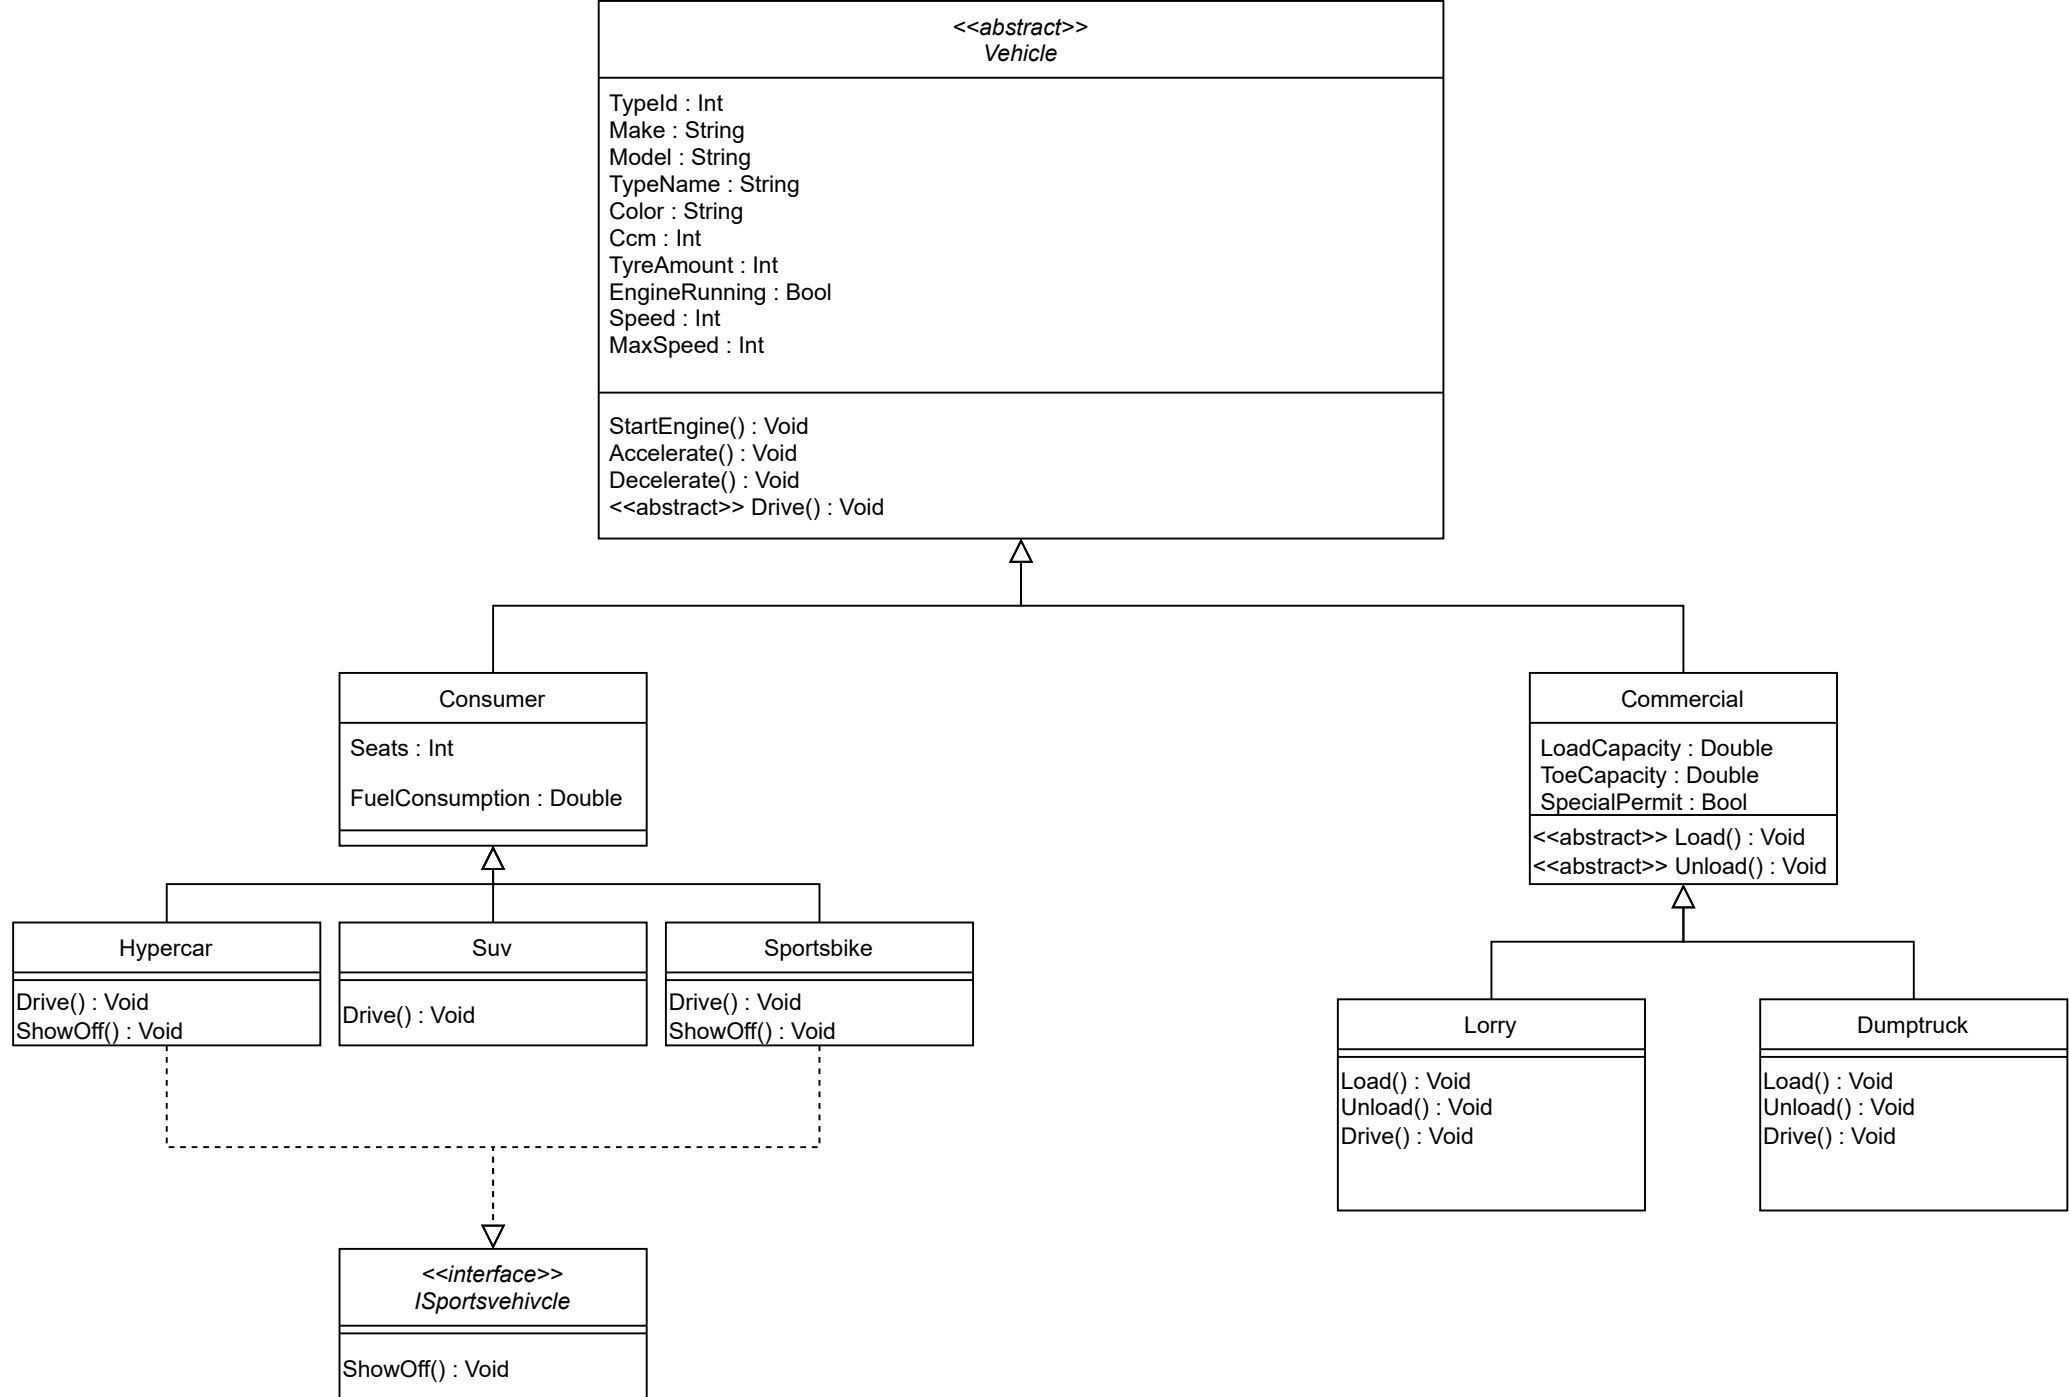 <<abstract>>
Vehicle
TypeId : Int
Make : String
Model : String
TypeName : String
Color : String
Ccm : Int
TyreAmount : Int
EngineRunning : Bool
Speed : Int
MaxSpeed : Int
StartEngine() : Void
Accelerate() : Void
Decelerate() : Void
<<abstract>> Drive() : Void
Consumer
Seats : Int
FuelConsumption : Double
Commercial
LoadCapacity : Double
ToeCapacity : Double
SpecialPermit : Bool
<<abstract>> Load() : Void
<<abstract>> Unload() : Void
Hypercar
Drive() : Void
ShowOff() : Void
Suv
Drive() : Void
Sportsbike
Drive() : Void
ShowOff() : Void
Lorry
Load() : Void
Unload() : Void
Drive() : Void
Dumptruck
Load() : Void
Unload() : Void
Drive() : Void
<<interface>>
ISportsvehivcle
ShowOff() : Void